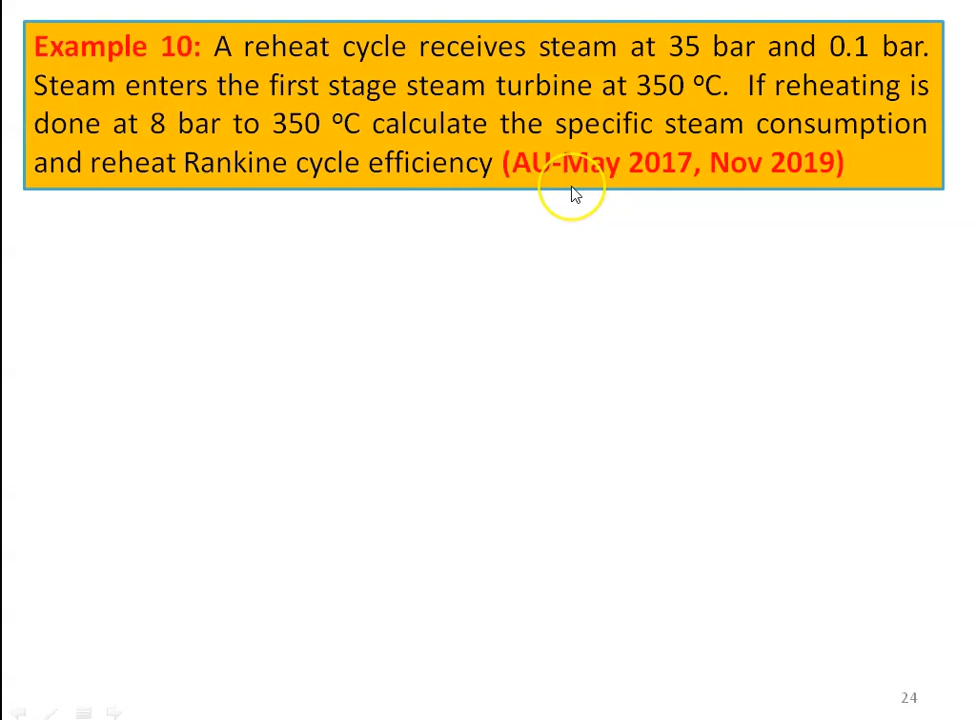 Example 10: A reheat cycle receives steam at 35 bar and 0.1 bar.
Steam enters the first stage steam turbine at 350 ºC. If reheating is
done at 8 bar to 350 ºC calculate the specific steam consumption
and reheat Rankine cycle efficiency (AU-May 2017, Nov 2019)
24